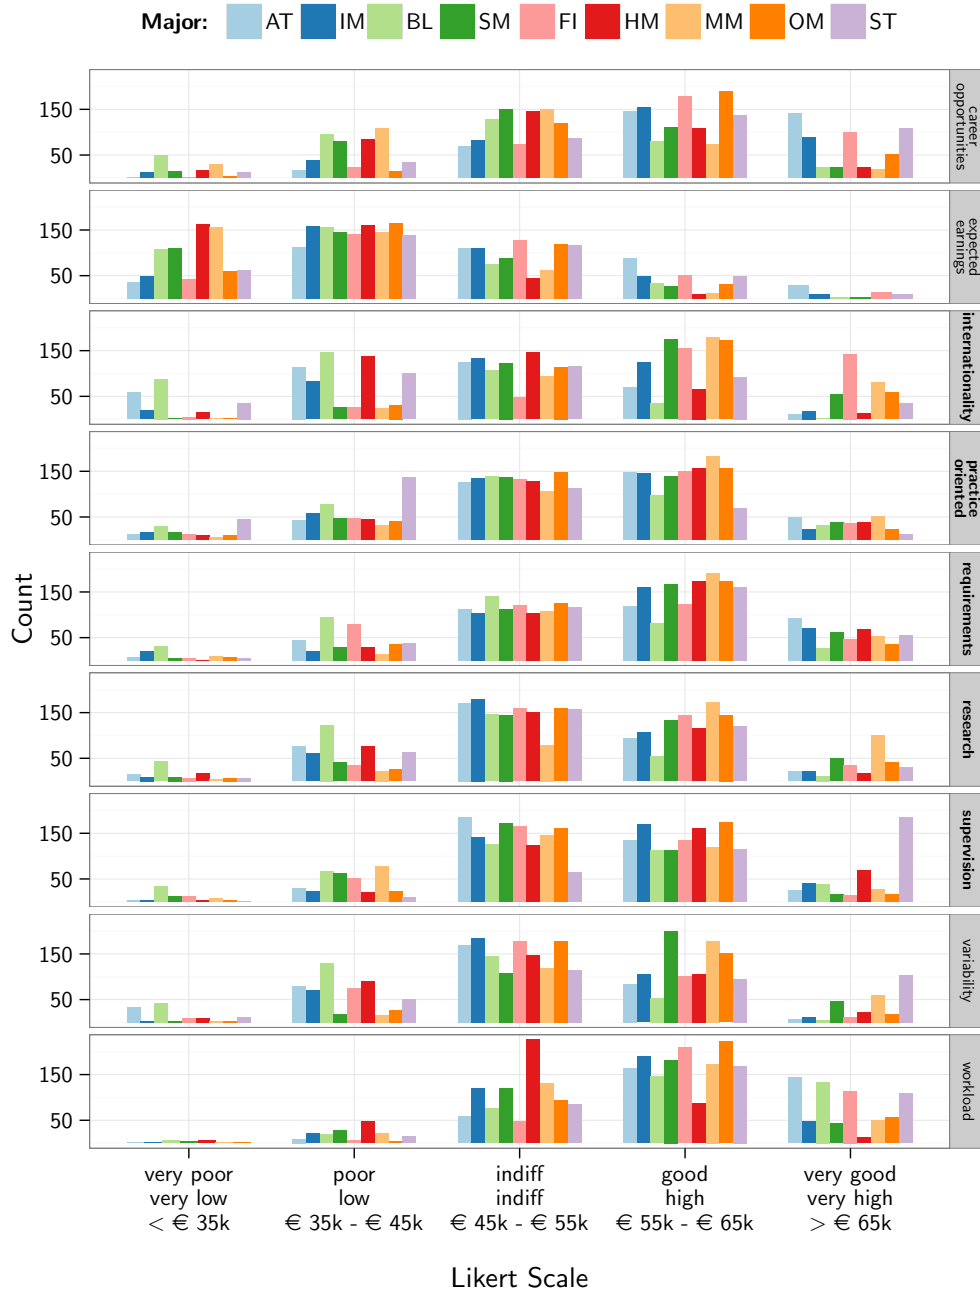 Major: AT IM BL SM FI HM MM OM ST
150
50
career
opportunities
150
50
expected
earnings
150
50
internationality
150
50
practice
oriented
150
50
requirements
150
50
research
150
50
supervision
150
50
variability
150
50
workload
Count
very poor poor indiff good very good
very low low indiff high very high
< € 35k € 35k - € 45k € 45k - € 55k € 55k - € 65k > € 65k
Likert Scale